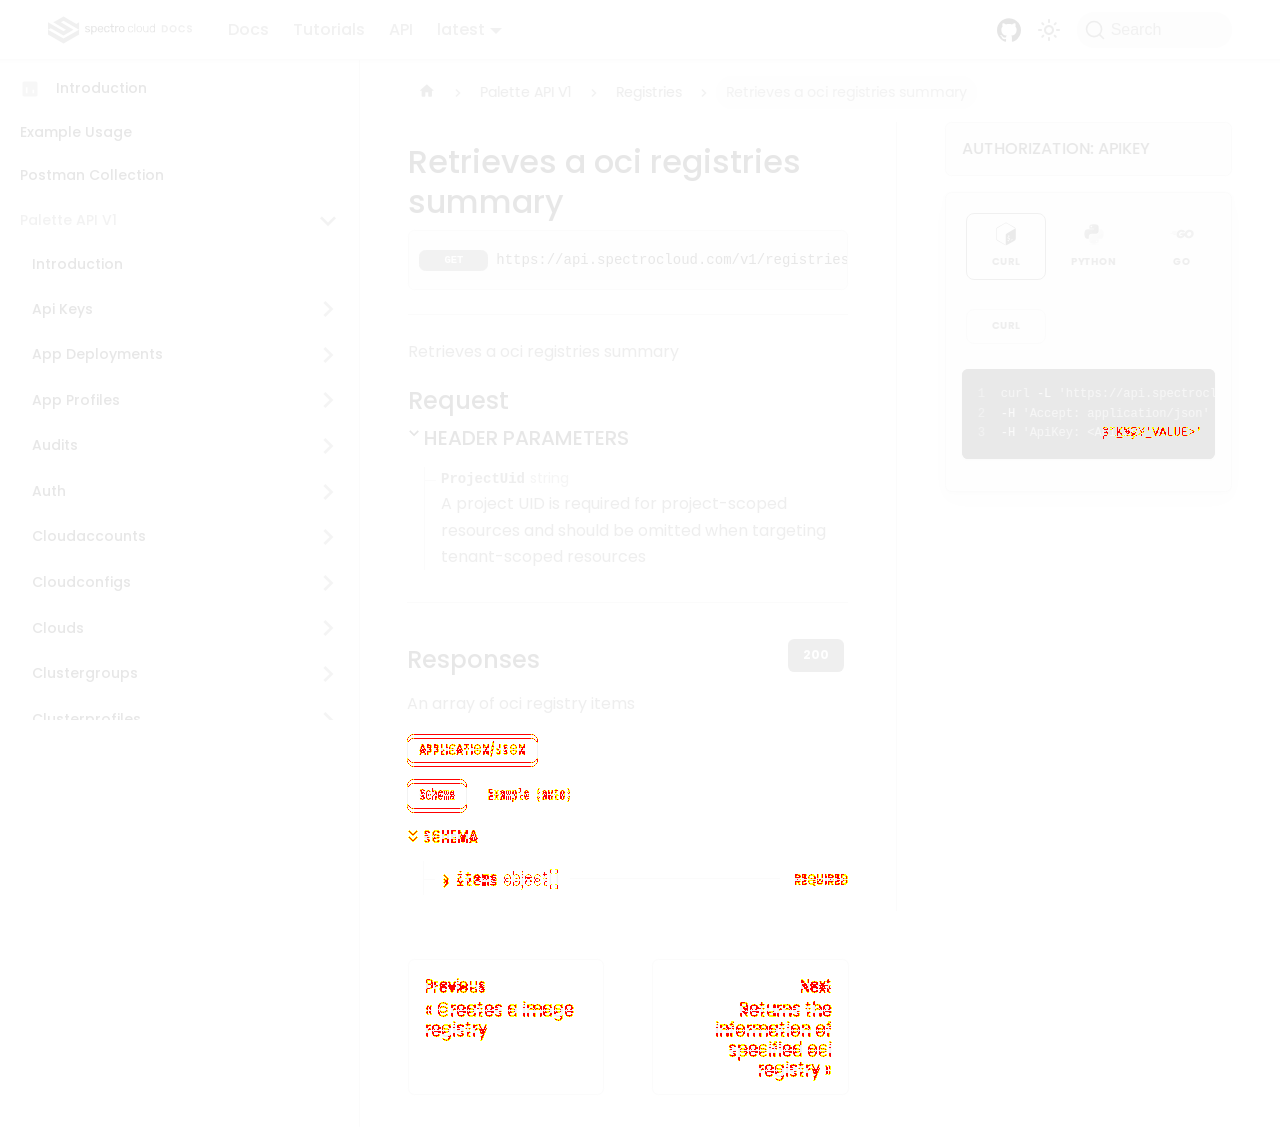 spectro cloud DOCS Docs Tutorials API latest Search
Introduction
Example Usage
Postman Collection
Palette API V1
Introduction
Api Keys
App Deployments
App Profiles
Audits
Auth
Cloudaccounts
Cloudconfigs
Clouds
Clustergroups
Clusterprofiles
Palette API V1
Registries
Retrieves a oci registries summary
Retrieves a oci registries
summary
GET https://api.spectrocloud.com/v1/registries
Retrieves a oci registries summary
Request
HEADER PARAMETERS
ProjectUid string
A project UID is required for project-scoped
resources and should be omitted when targeting
tenant-scoped resources
Responses
200
An array of oci registry items
APPLICATION/JSON
Schema Example (auto)
SCHEMA
items object[] REQUIRED
Previous
« Creates a image
registry
Next
Returns the
information of
specified oci
registry »
AUTHORIZATION: APIKEY
CURL PYTHON GO
GO
CURL
1 curl -L 'https://api.spectrocl
2 -H 'Accept: application/json'
3 -H 'ApiKey: